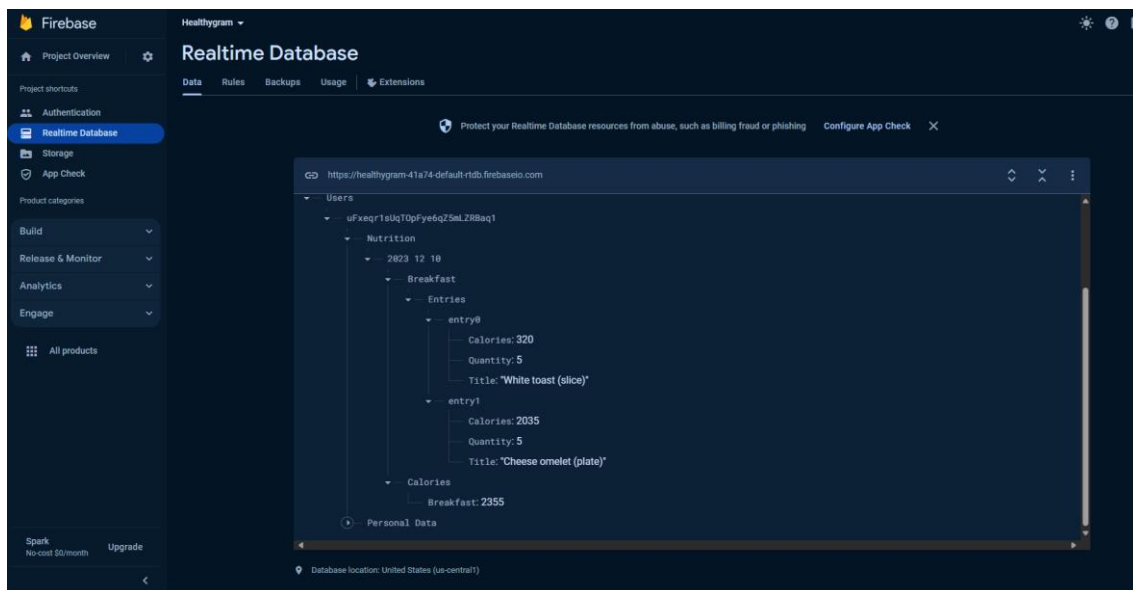 Firebase
Healthygram
Project Overview
Realtime Database
Data Rules Backups Usage Extensions
Project shortcuts
Authentication
Realtime Database
Storage
App Check
Product categories
Build
Release & Monitor
Analytics
Engage
All products
Spark
No-cost $0/month
Upgrade
Protect your Realtime Database resources from abuse, such as billing fraud or phishing Configure App Check
https://healthygram-41a74-default-rtdb.firebaseio.com
Users
uFxeqr1sUqTOpFye6qZ5mLZRBaq1
Nutrition
2023 12 10
Breakfast
Entries
entry0
Calories: 320
Quantity: 5
Title: "White toast (slice)"
entry1
Calories: 2035
Quantity: 5
Title: "Cheese omelet (plate)"
Calories
Breakfast: 2355
Personal Data
Database location: United States (us-central1)